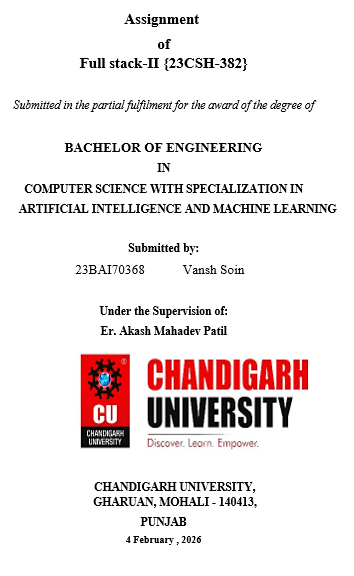 Assignment
of
Full stack-II {23CSH-382}
Submitted in the partial fulfilment for the award of the degree of
BACHELOR OF ENGINEERING
IN
COMPUTER SCIENCE WITH SPECIALIZATION IN
ARTIFICIAL INTELLIGENCE AND MACHINE LEARNING
Submitted by:
23BAI70368 Vansh Soin
Under the Supervision of:
Er. Akash Mahadev Patil
®
CU
CHANDIGARH
UNIVERSITY
CHANDIGARH
UNIVERSITY
Discover. Learn. Empower.
CHANDIGARH UNIVERSITY,
GHARUAN, MOHALI - 140413,
PUNJAB
4 February , 2026